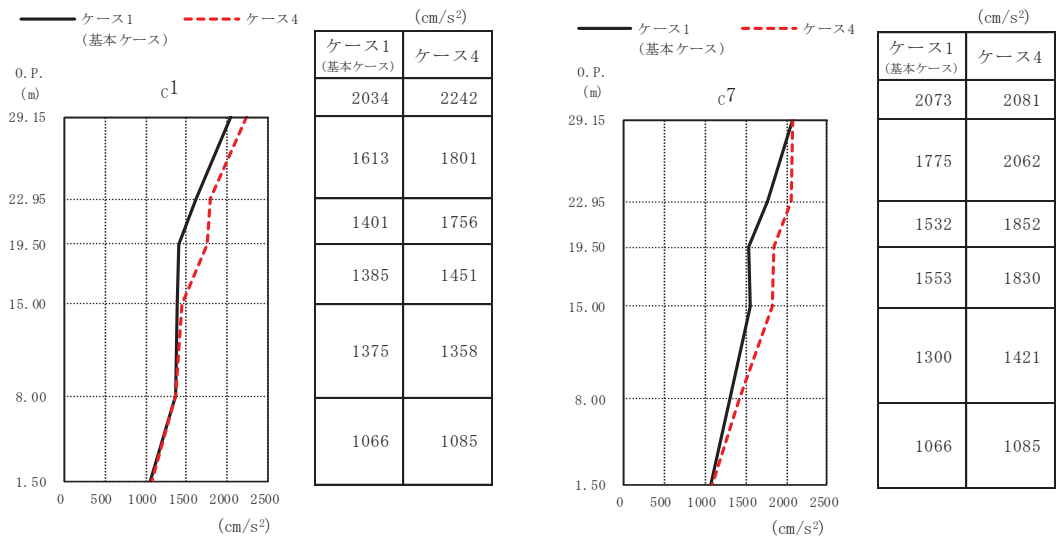 ケース1 ケース4
(基本ケース)
(cm/s²)
ケース1 ケース4
(基本ケース)
O.P.
(m)
C1
2034 2242
29.15
1613 1801
22.95
1401 1756
19.50
1385 1451
15.00
1375 1358
8.00
1066 1085
1.50
0 500 1000 1500 2000 2500
(cm/s²)
ケース1 ケース4
(基本ケース)
(cm/s²)
ケース1 ケース4
(基本ケース)
O.P.
(m)
C7
2073 2081
29.15
1775 2062
22.95
1532 1852
19.50
1553 1830
15.00
1300 1421
8.00
1066 1085
1.50
0 500 1000 1500 2000 2500
(cm/s²)